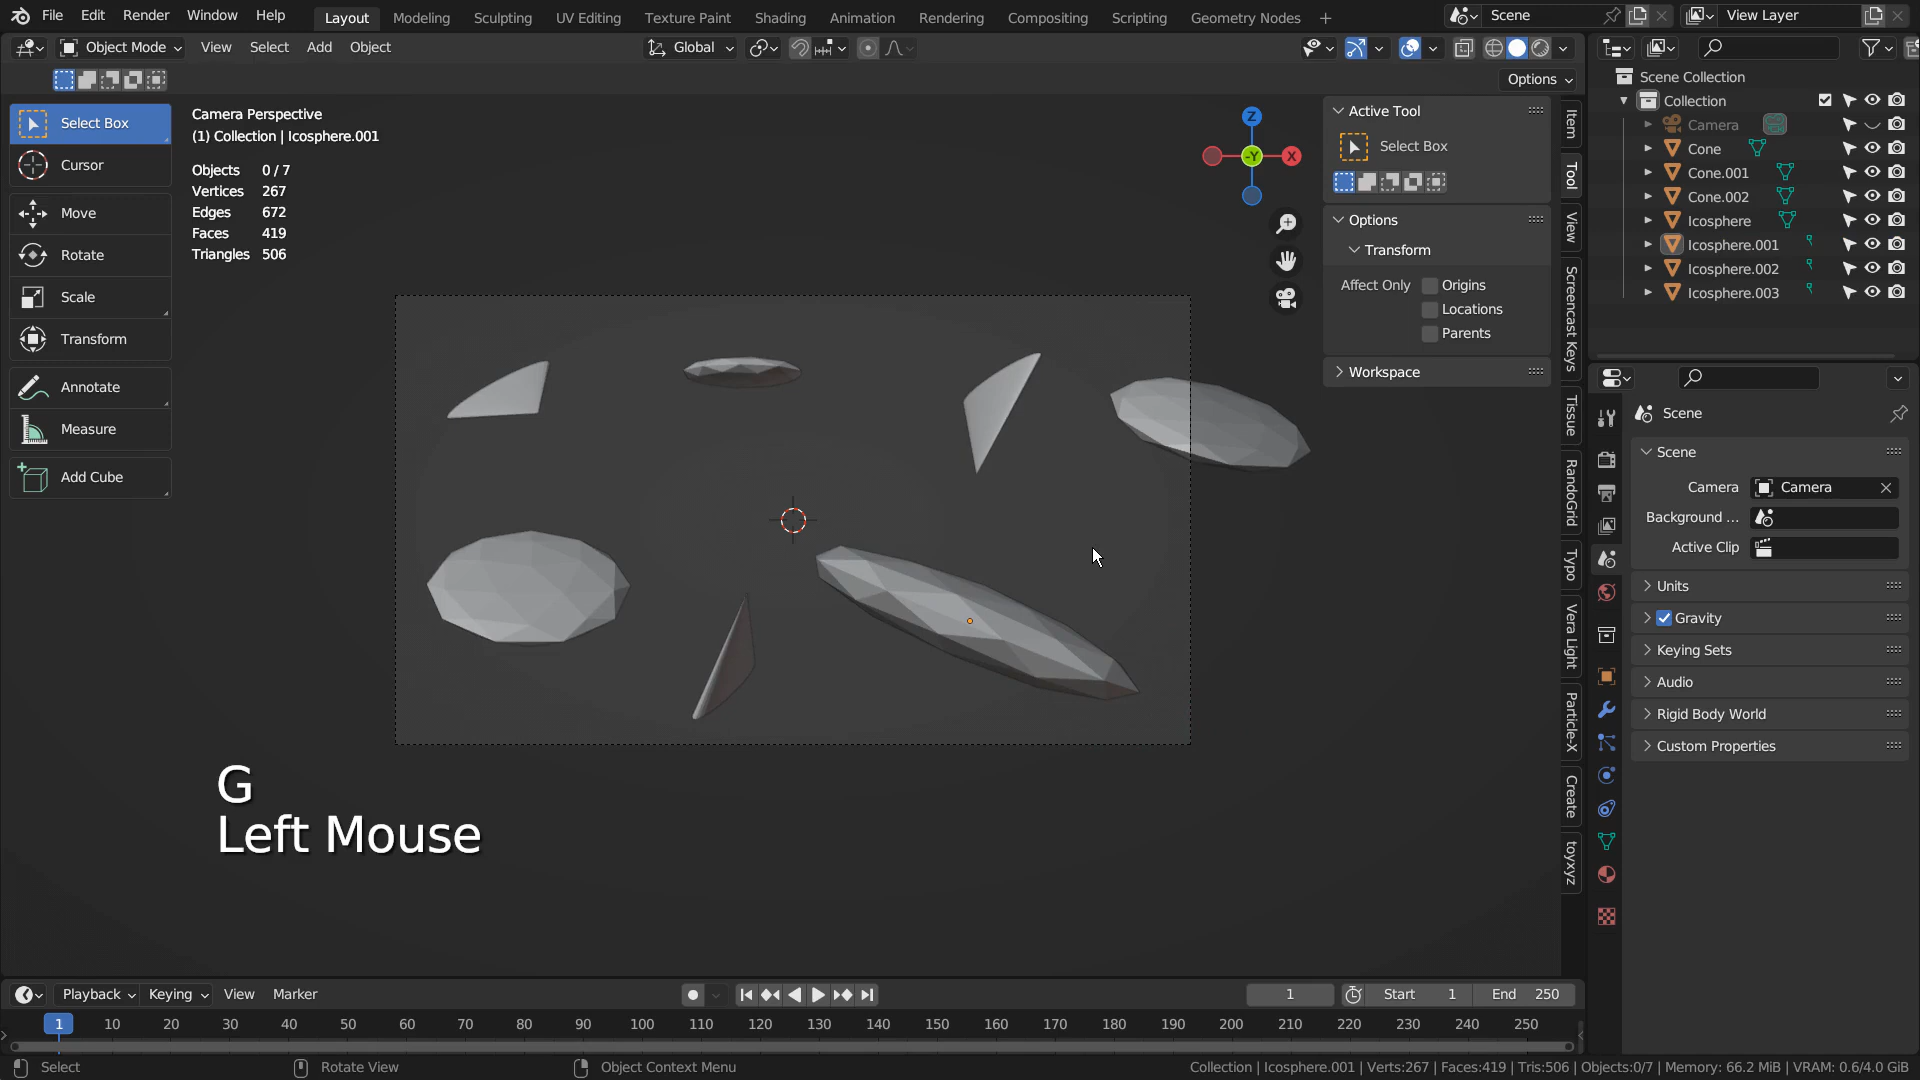 File Edit Render Window Help Layout Modeling Sculpting UV Editing Texture Paint Shading Animation Rendering Compositing Scripting Geometry Nodes + Scene View Layer
Object Mode View Select Add Object Global
Options
Select Box
Cursor
Move
Rotate
Scale
Transform
Annotate
Measure
Add Cube
Camera Perspective
(1) Collection | Icosphere.001
Objects 0 / 7
Vertices 267
Edges 672
Faces 419
Triangles 506
Z
-Y
X
Active Tool
Select Box
Options
Transform
Affect Only Origins
Locations
Parents
Workspace
Item
Tool
View
Screencast Keys
Tissue
RandoGrid
Typo
Vera Light
Particle-X
Create
toyxyz
Scene Collection
Collection
Camera
Cone
Cone.001
Cone.002
Icosphere
Icosphere.001
Icosphere.002
Icosphere.003
Scene
Scene
Camera Camera
Background ...
Active Clip
Units
Gravity
Keying Sets
Audio
Rigid Body World
Custom Properties
G
Left Mouse
Playback Keying View Marker 1 Start 1 End 250
1 10 20 30 40 50 60 70 80 90 100 110 120 130 140 150 160 170 180 190 200 210 220 230 240 250
Select Rotate View Object Context Menu Collection | Icosphere.001 | Verts:267 | Faces:419 | Tris:506 | Objects:0/7 | Memory: 66.2 MiB | VRAM: 0.6/4.0 GiB